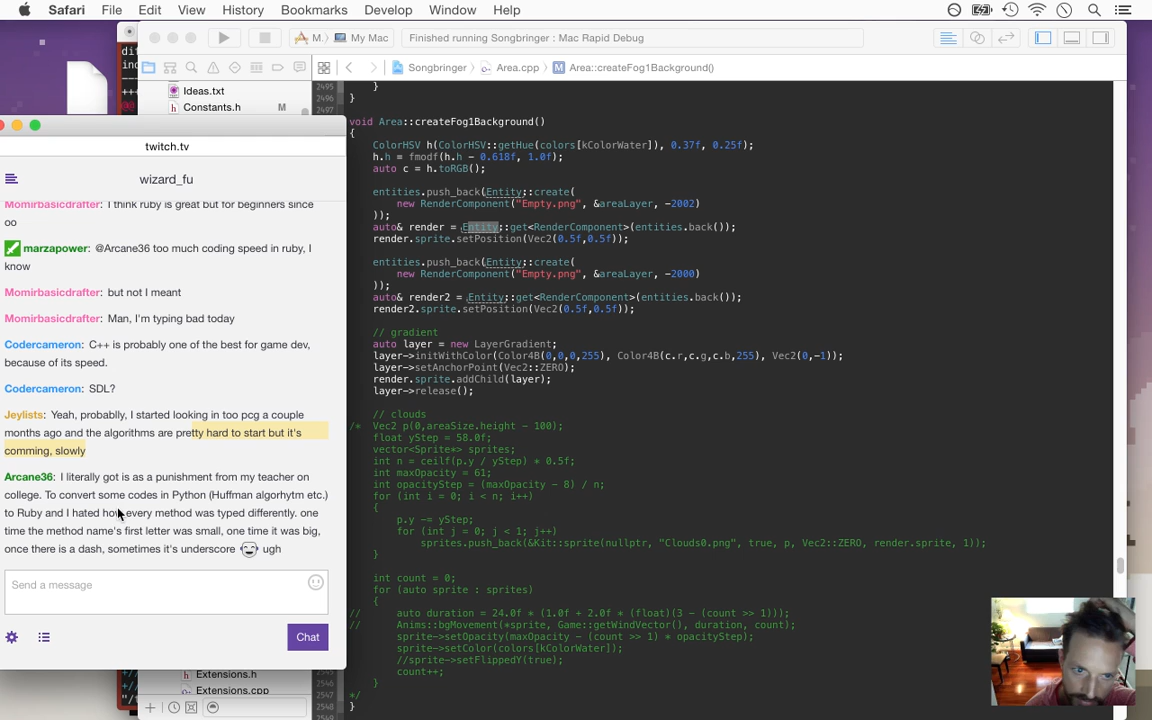 Safari File Edit View History Bookmarks Develop Window Help
M. My Mac Finished running Songbringer : Mac Rapid Debug
Songbringer Area.cpp M Area::createFog1Background()
Ideas.txt
Constants.h M
twitch.tv
wizard_fu
Momirbasicdrafter: I think ruby is great but for beginners since
oo
marzapower: @Arcane36 too much coding speed in ruby, I
know
Momirbasicdrafter: but not I meant
Momirbasicdrafter: Man, I'm typing bad today
Codercameron: C++ is probably one of the best for game dev,
because of its speed.
Codercameron: SDL?
Jeylists: Yeah, probablly, I started looking in too pcg a couple
months ago and the algorithms are pretty hard to start but it's
comming, slowly
Arcane36: I literally got is as a punishment from my teacher on
college. To convert some codes in Python (Huffman algorhytm etc.)
to Ruby and I hated how every method was typed differently. one
time the method name's first letter was small, one time it was big,
once there is a dash, sometimes it's underscore ugh
Send a message
Chat
Extensions.h
Extensions.cpp
2495 }
2496 }
2497
void Area::createFog1Background()
{
ColorHSV h(ColorHSV::getHue(colors[kColorWater]), 0.37f, 0.25f);
h.h = fmodf(h.h - 0.618f, 1.0f);
auto c = h.toRGB();
entities.push_back(Entity::create(
new RenderComponent("Empty.png", &areaLayer, -2002)
));
auto& render = Entity::get<RenderComponent>(entities.back());
render.sprite.setPosition(Vec2(0.5f,0.5f));
entities.push_back(Entity::create(
new RenderComponent("Empty.png", &areaLayer, -2000)
));
auto& render2 = Entity::get<RenderComponent>(entities.back());
render2.sprite.setPosition(Vec2(0.5f,0.5f));
// gradient
auto layer = new LayerGradient;
layer->initWithColor(Color4B(0,0,0,255), Color4B(c.r,c.g,c.b,255), Vec2(0,-1));
layer->setAnchorPoint(Vec2::ZERO);
render.sprite.addChild(layer);
layer->release();
// clouds
/* Vec2 p(0,areaSize.height - 100);
float yStep = 58.0f;
vector<Sprite*> sprites;
int n = ceilf(p.y / yStep) + 0.5f;
int maxOpacity = 61;
int opacityStep = (maxOpacity - 8) / n;
for (int i = 0; i < n; i++)
{
p.y -= yStep;
for (int j = 0; j < 1; j++)
sprites.push_back(&Kit::sprite(nullptr, "Clouds0.png", true, p, Vec2::ZERO, render.sprite, 1));
}
int count = 0;
for (auto sprite : sprites)
{
// auto duration = 24.0f * (1.0f + 2.0f * (float)(3 - (count >> 1)));
// Anims::bgMovement(*sprite, Game::getWindVector(), duration, count);
sprite->setOpacity(maxOpacity - (count >> 1) * opacityStep);
sprite->setColor(colors[kColorWater]);
//sprite->setFlippedY(true);
count++;
2546 }
2547 */
2548 }
2549